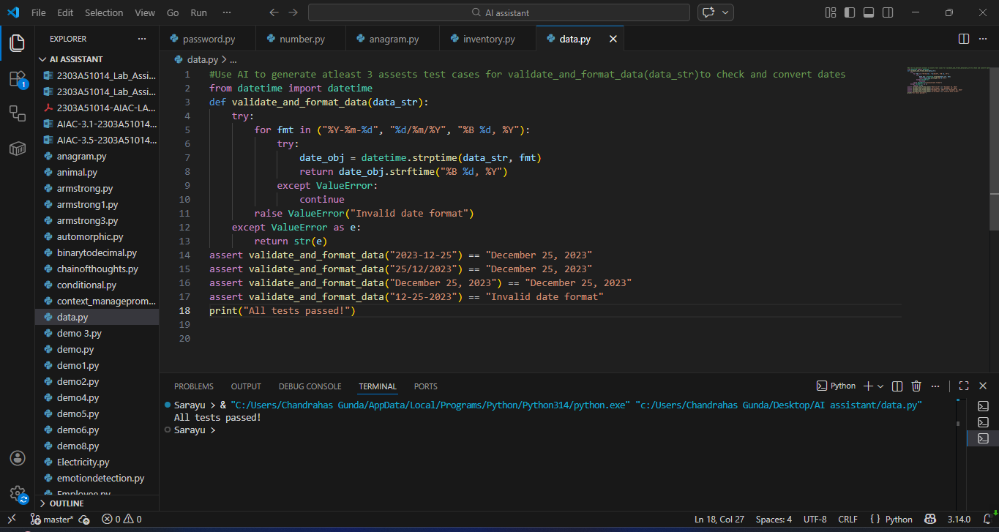 File Edit Selection View Go Run ··· AI assistant
EXPLORER ···
AI ASSISTANT
2303A51014_Lab_Assi...
2303A51014_Lab_Assi...
2303A51014-AIAC-LA...
AIAC-3.1-2303A51014...
AIAC-3.5-2303A51014...
anagram.py
animal.py
armstrong.py
armstrong1.py
armstrong3.py
automorphic.py
binarytodecimal.py
chainofthoughts.py
conditional.py
context_manageprom...
data.py
demo 3.py
demo.py
demo1.py
demo2.py
demo4.py
demo5.py
demo6.py
demo8.py
Electricity.py
emotiondetection.py
Employee.py
OUTLINE
1
password.py number.py anagram.py inventory.py data.py
data.py > ...
1 #Use AI to generate atleast 3 assests test cases for validate_and_format_data(data_str)to check and convert dates
2 from datetime import datetime
3 def validate_and_format_data(data_str):
4 try:
5 for fmt in ("%Y-%m-%d", "%d/%m/%Y", "%B %d, %Y"):
6 try:
7 date_obj = datetime.strptime(data_str, fmt)
8 return date_obj.strftime("%B %d, %Y")
9 except ValueError:
10 continue
11 raise ValueError("Invalid date format")
12 except ValueError as e:
13 return str(e)
14 assert validate_and_format_data("2023-12-25") == "December 25, 2023"
15 assert validate_and_format_data("25/12/2023") == "December 25, 2023"
16 assert validate_and_format_data("December 25, 2023") == "December 25, 2023"
17 assert validate_and_format_data("12-25-2023") == "Invalid date format"
18 print("All tests passed!")
19
20
PROBLEMS OUTPUT DEBUG CONSOLE TERMINAL PORTS Python ···
Sarayu > & "C:/Users/Chandrahas Gunda/AppData/Local/Programs/Python/Python314/python.exe" "c:/Users/Chandrahas Gunda/Desktop/AI assistant/data.py"
All tests passed!
Sarayu >
master* 0 0 Ln 18, Col 27 Spaces: 4 UTF-8 CRLF { } Python 3.14.0